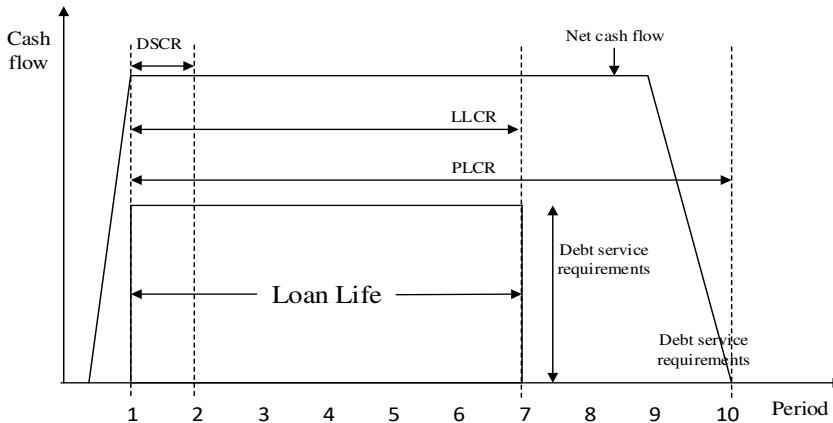 Cash
flow
DSCR
Net cash flow
LLCR
PLCR
Debt service
requirements
Loan Life
Debt service
requirements
1 2 3 4 5 6 7 8 9 10 Period